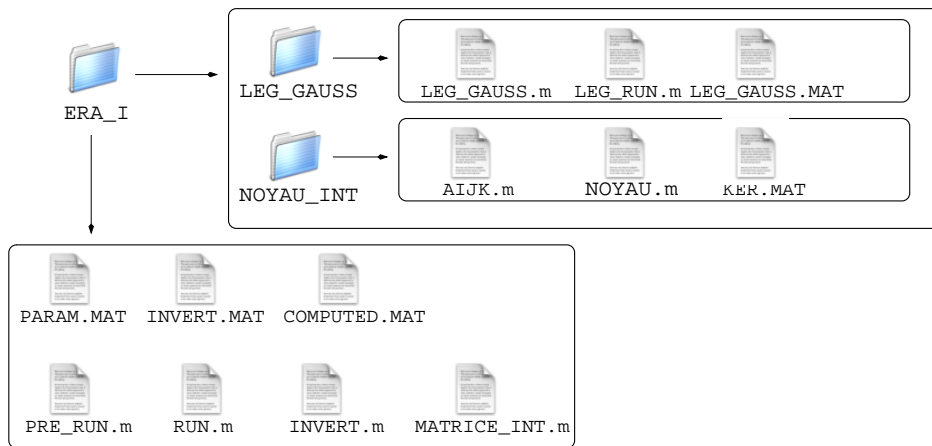 ERA_I
LEG_GAUSS
LEG_GAUSS.m LEG_RUN.m LEG_GAUSS.MAT
NOYAU_INT
AIJK.m NOYAU.m KER.MAT
PARAM.MAT INVERT.MAT COMPUTED.MAT
PRE_RUN.m RUN.m INVERT.m MATRICE_INT.m